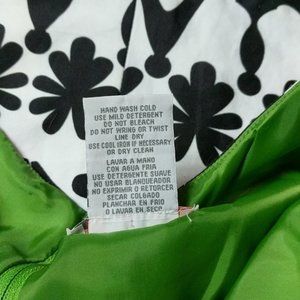 HAND WASH COLD
USE MILD DETERGENT
DO NOT BLEACH
DO NOT WRING OR TWIST
LINE DRY
USE COOL IRON IF NECESSARY
OR DRY CLEAN
LAVAR A MANO
CON AGUA FRIA
USE DETERGENTE SUAVE
NO USAR BLANQUEADOR
NO EXPRIMIR O RETORCER
SECAR COLGADO
PLANCHAR EN FRIO
O LAVAR EN SECO